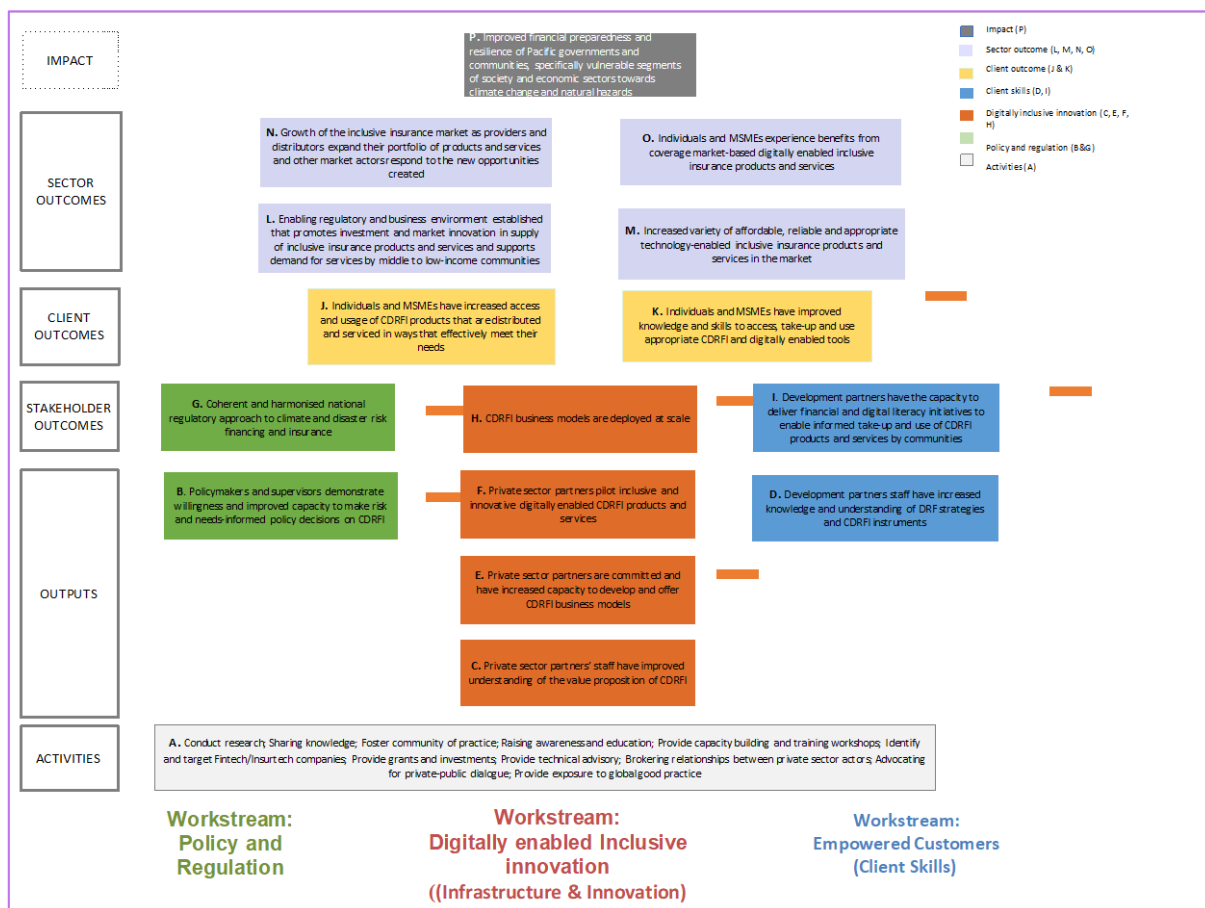 IMPACT
P. Improved financial preparedness and
resilience of Pacific governments and
communities, specifically vulnerable segments
of society and economic sectors towards
climate change and natural hazards
Impact (P)
Sector outcome (L, M, N, O)
Client outcome (J & K)
Client skills (D, I)
Digitally inclusive innovation (C, E, F,
H)
Policy and regulation (B&G)
Activities (A)
SECTOR
OUTCOMES
N. Growth of the inclusive insurance market as providers and
distributors expand their portfolio of products and services
and other market actors respond to the new opportunities
created
O. Individuals and MSMEs experience benefits from
coverage market-based digitally enabled inclusive
insurance products and services
L. Enabling regulatory and business environment established
that promotes investment and market innovation in supply
of inclusive insurance products and services and supports
demand for services by middle to low-income communities
M. Increased variety of affordable, reliable and appropriate
technology-enabled inclusive insurance products and
services in the market
CLIENT
OUTCOMES
J. Individuals and MSMEs have increased access
and usage of CDRFI products that are distributed
and serviced in ways that effectively meet their
needs
K. Individuals and MSMEs have improved
knowledge and skills to access, take-up and use
appropriate CDRFI and digitally enabled tools
STAKEHOLDER
OUTCOMES
G. Coherent and harmonised national
regulatory approach to climate and disaster risk
financing and insurance
H. CDRFI business models are deployed at scale
I. Development partners have the capacity to
deliver financial and digital literacy initiatives to
enable informed take-up and use of CDRFI
products and services by communities
OUTPUTS
B. Policymakers and supervisors demonstrate
willingness and improved capacity to make risk
and needs-informed policy decisions on CDRFI
F. Private sector partners pilot inclusive and
innovative digitally enabled CDRFI products and
services
D. Development partners staff have increased
knowledge and understanding of DRF strategies
and CDRFI instruments
E. Private sector partners are committed and
have increased capacity to develop and offer
CDRFI business models
C. Private sector partners' staff have improved
understanding of the value proposition of CDRFI
ACTIVITIES
A. Conduct research; Sharing knowledge; Foster community of practice; Raising awareness and education; Provide capacity building and training workshops; Identify
and target Fintech/Insurtech companies; Provide grants and investments; Provide technical advisory; Brokering relationships between private sector actors; Advocating
for private-public dialogue; Provide exposure to global good practice
Workstream:
Policy and
Regulation
Workstream:
Digitally enabled Inclusive
innovation
((Infrastructure & Innovation)
Workstream:
Empowered Customers
(Client Skills)